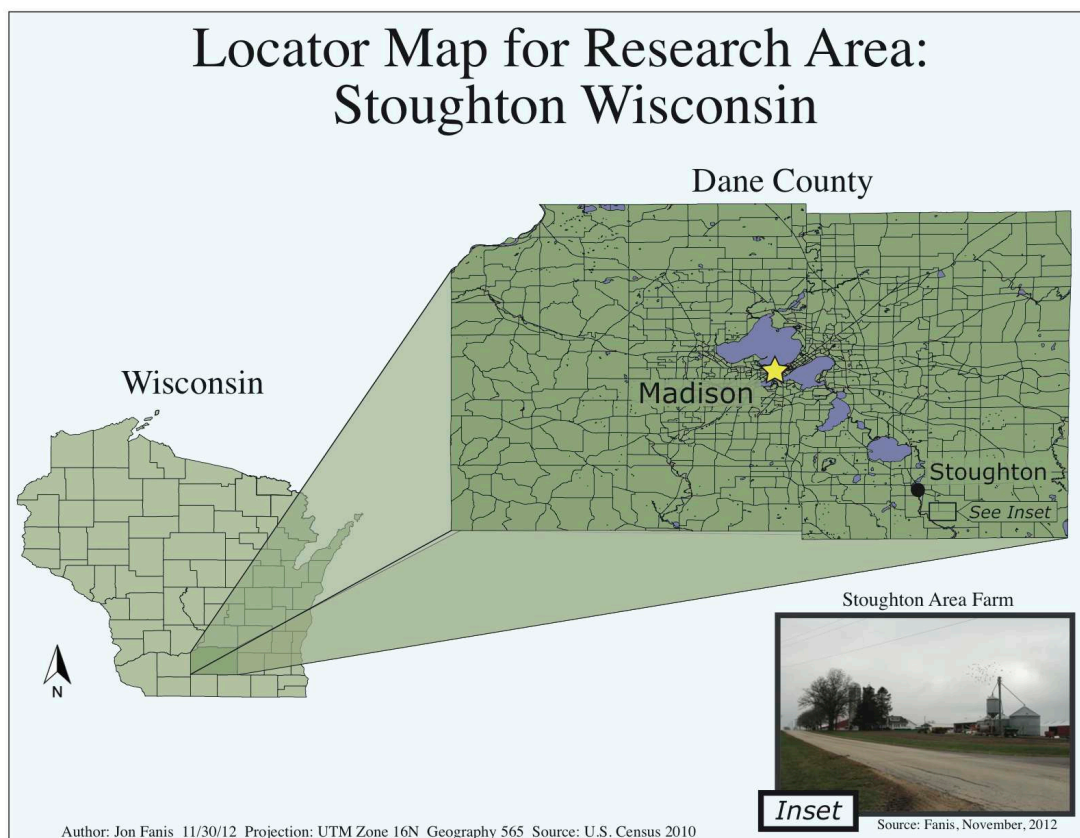 Locator Map for Research Area:
Stoughton Wisconsin
Dane County
Wisconsin
Madison
Stoughton
See Inset
N
Stoughton Area Farm
Inset
Source: Fanis, November, 2012
Author: Jon Fanis 11/30/12 Projection: UTM Zone 16N Geography 565 Source: U.S. Census 2010